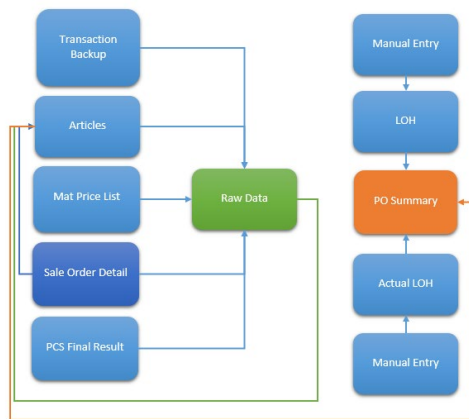 Transaction
Backup
Articles
Mat Price List
Sale Order Detail
PCS Final Result
Raw Data
Manual Entry
LOH
PO Summary
Actual LOH
Manual Entry